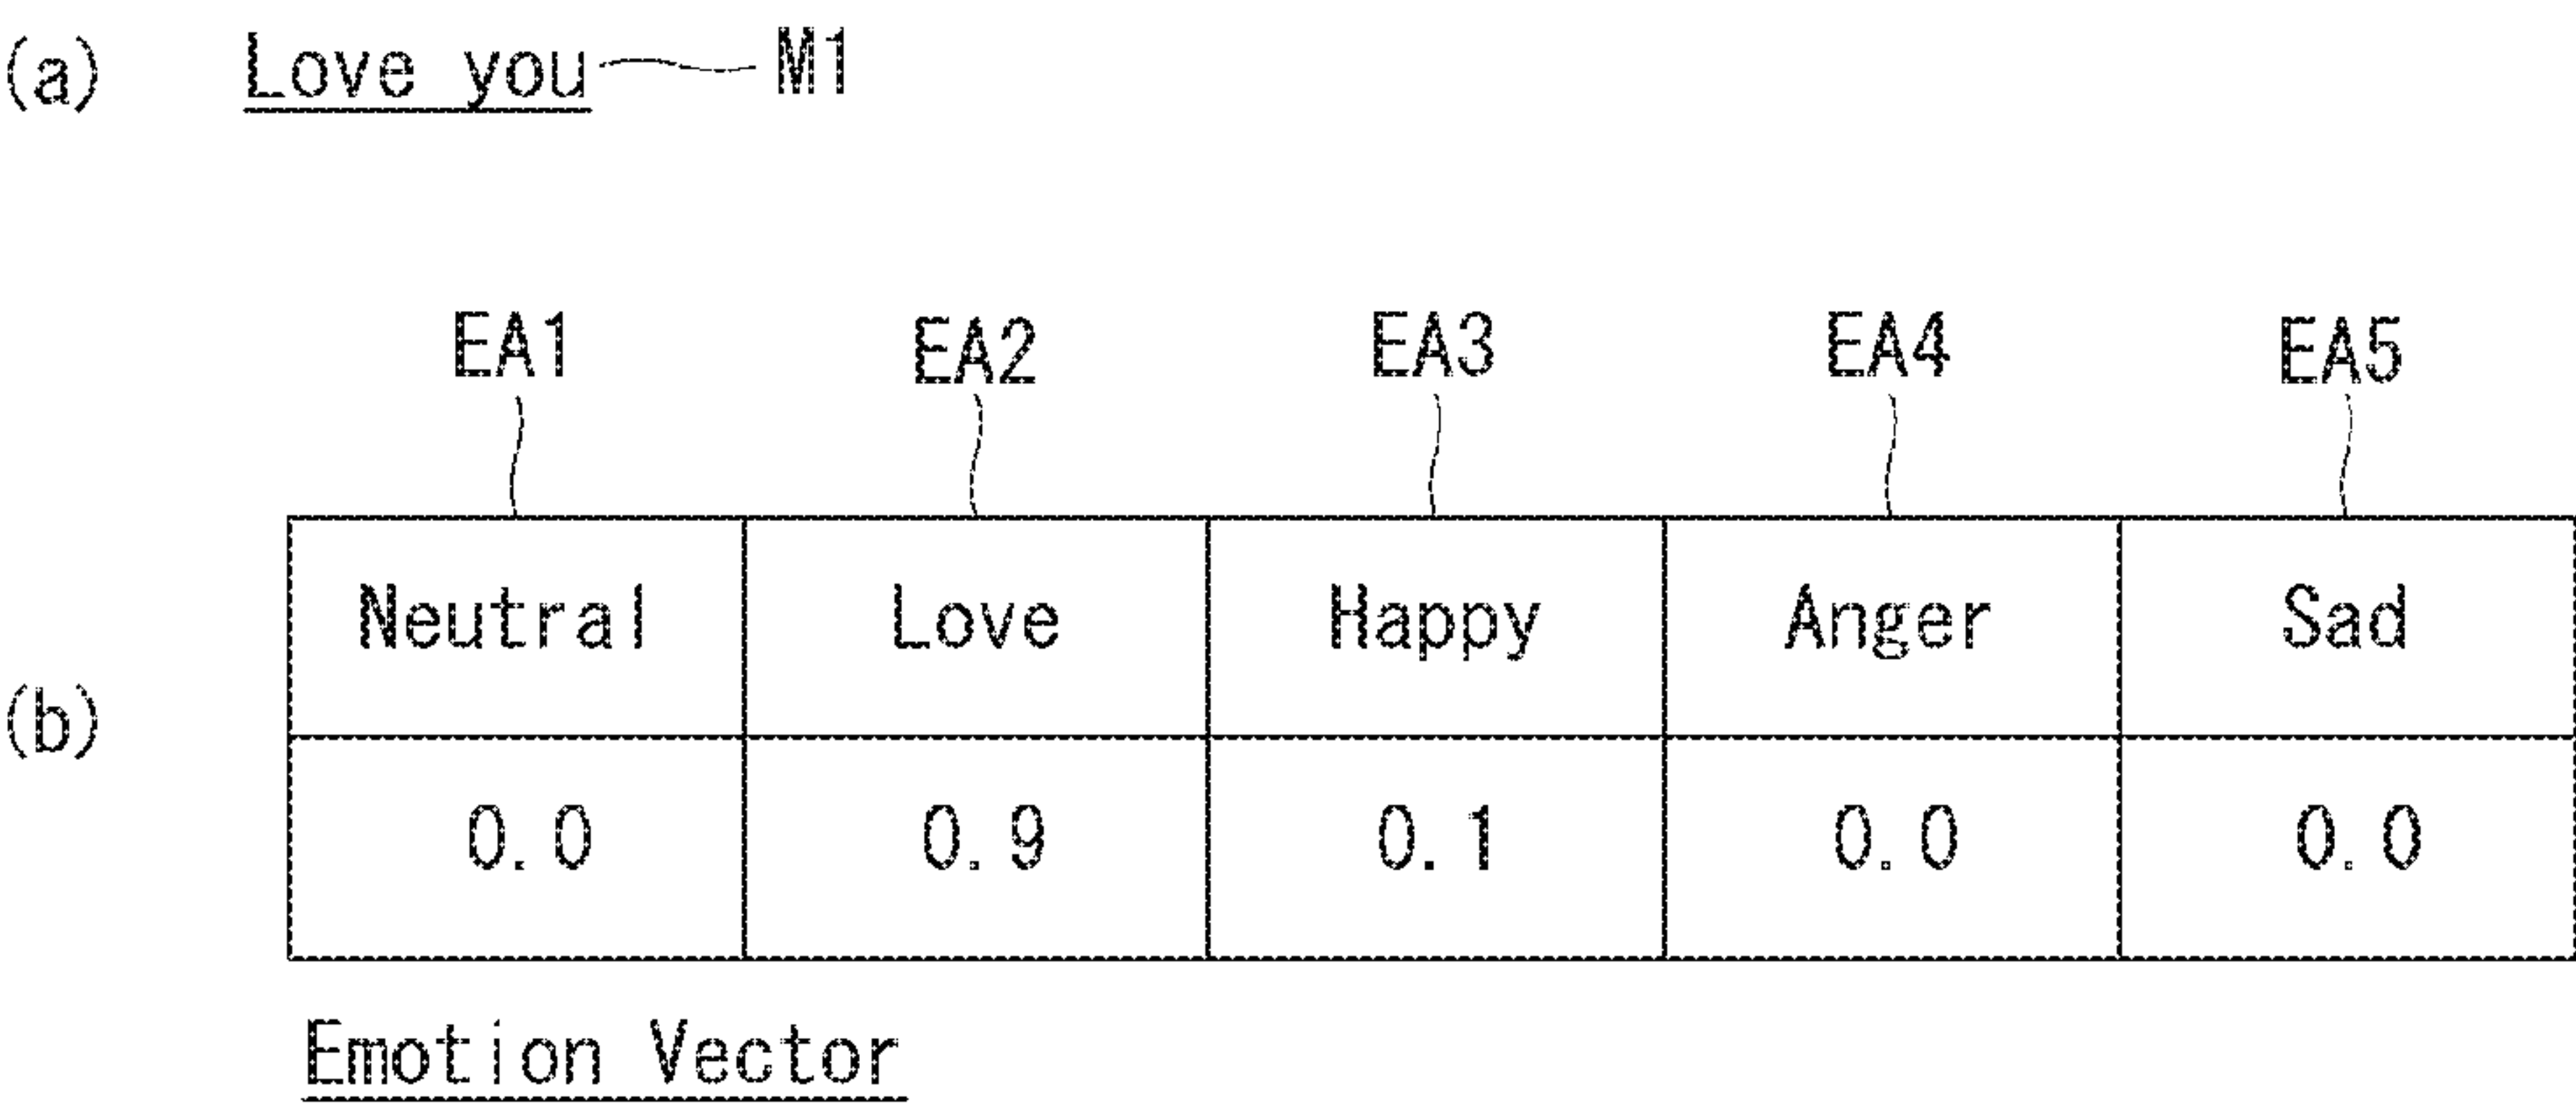 (a) Love you M1
EA1 EA2 EA3 EA4 EA5
Neutral Love Happy Anger Sad
(b)
0.0 0.9 0.1 0.0 0.0
Emotion Vector